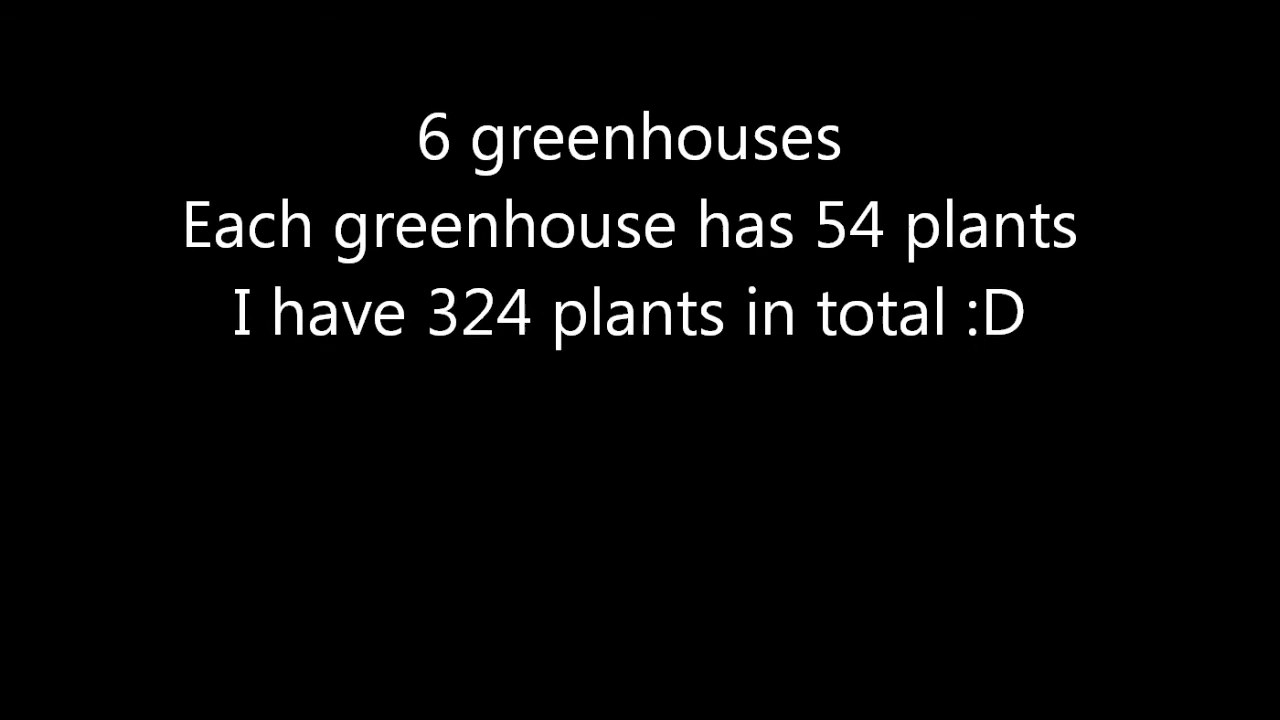 6 greenhouses
Each greenhouse has 54 plants
I have 324 plants in total :D